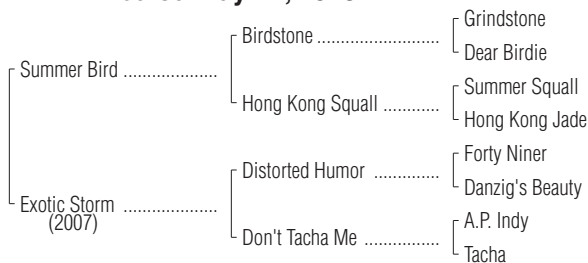 Grindstone
Birdstone ..........................
Dear Birdie
Summer Bird ....................
Summer Squall
Hong Kong Squall ............
Hong Kong Jade
Forty Niner
Distorted Humor ..............
Danzig's Beauty
Exotic Storm ....................
(2007)
A.P. Indy
Don't Tacha Me ................
Tacha